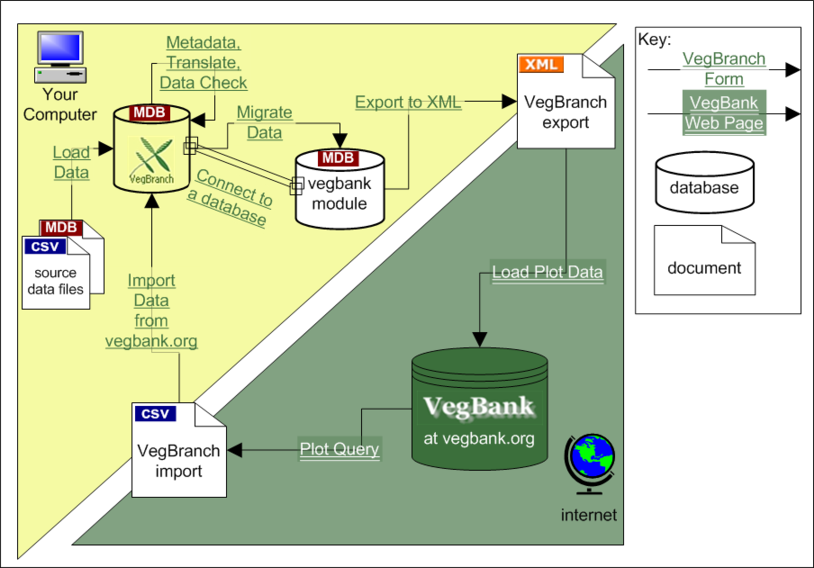 Your
Computer
Metadata,
Translate,
Data Check
MDB
VegBranch
Load
Data
Migrate
Data
Connect to
a database
MDB
vegbank
module
Export to XML
XML
VegBranch
export
MDB
CSV
source
data files
Import
Data
from
vegbank.org
CSV
VegBranch
import
Load Plot Data
VegBank
at vegbank.org
Plot Query
internet
Key:
VegBranch
Form
VegBank
Web Page
database
document